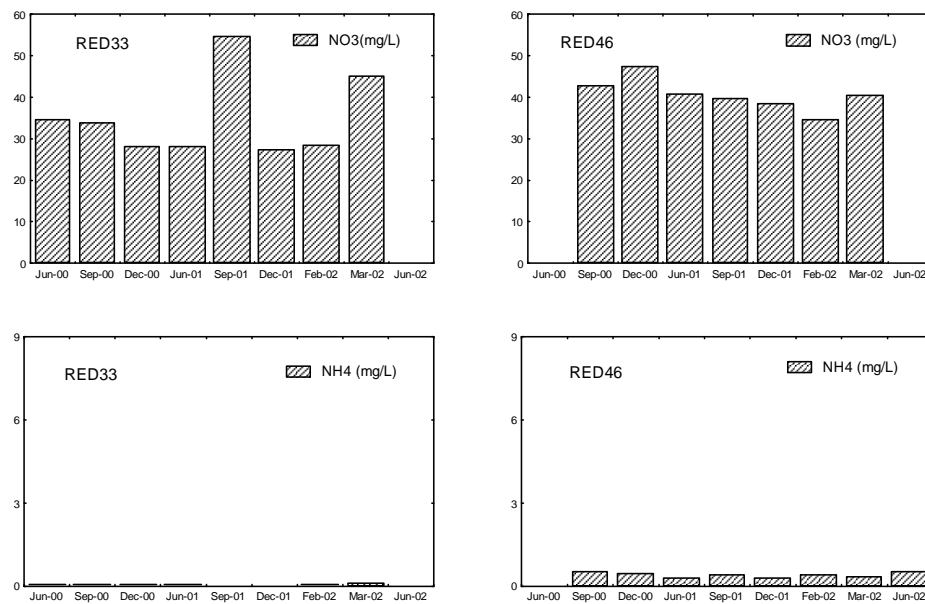 60
50
40
30
20
10
0
RED33
NO3(mg/L)
Jun-00 Sep-00 Dec-00 Jun-01 Sep-01 Dec-01 Feb-02 Mar-02 Jun-02
60
50
40
30
20
10
0
RED46
NO3 (mg/L)
Jun-00 Sep-00 Dec-00 Jun-01 Sep-01 Dec-01 Feb-02 Mar-02 Jun-02
9
6
3
0
RED33
NH4 (mg/L)
Jun-00 Sep-00 Dec-00 Jun-01 Sep-01 Dec-01 Feb-02 Mar-02 Jun-02
9
6
3
0
RED46
NH4 (mg/L)
Jun-00 Sep-00 Dec-00 Jun-01 Sep-01 Dec-01 Feb-02 Mar-02 Jun-02